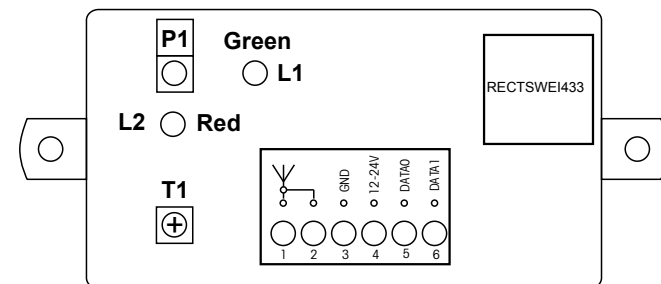 P1 Green
L1
RECTSWEI433
L2 Red
T1
GND 12-24V DATA0 DATA1
1 2 3 4 5 6